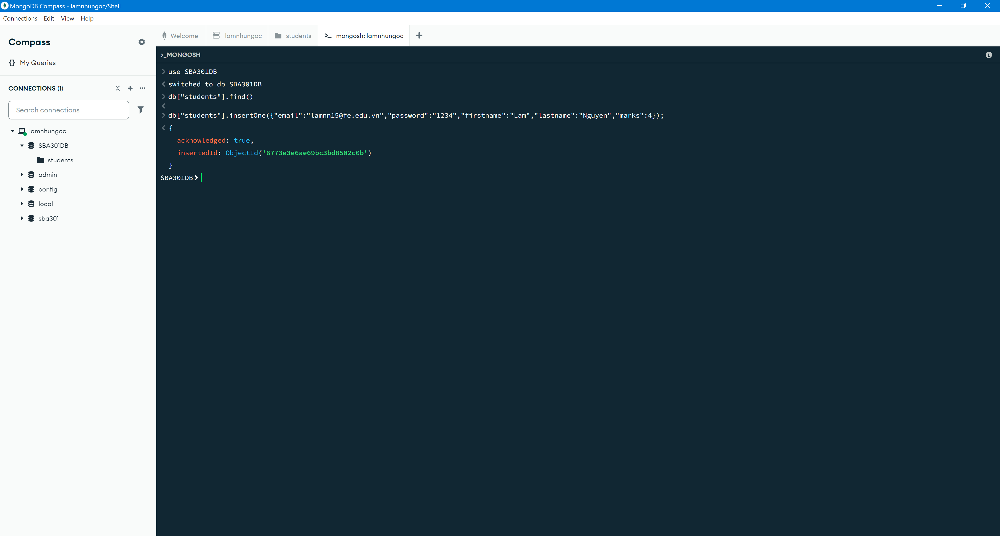 MongoDB Compass - lamnhungoc/Shell
Connections Edit View Help
Compass
{} My Queries
CONNECTIONS (1)
Search connections
lamnhungoc
SBA301DB
students
admin
config
local
sba301
Welcome
lamnhungoc
students
>_ mongosh: lamnhungoc
>_MONGOSH
> use SBA301DB
< switched to db SBA301DB
> db["students"].find()
<
> db["students"].insertOne({"email":"lamnn15@fe.edu.vn","password":"1234","firstname":"Lam","lastname":"Nguyen","marks":4});
< {
acknowledged: true,
insertedId: ObjectId('6773e3e6ae69bc3bd8502c0b')
}
SBA301DB>